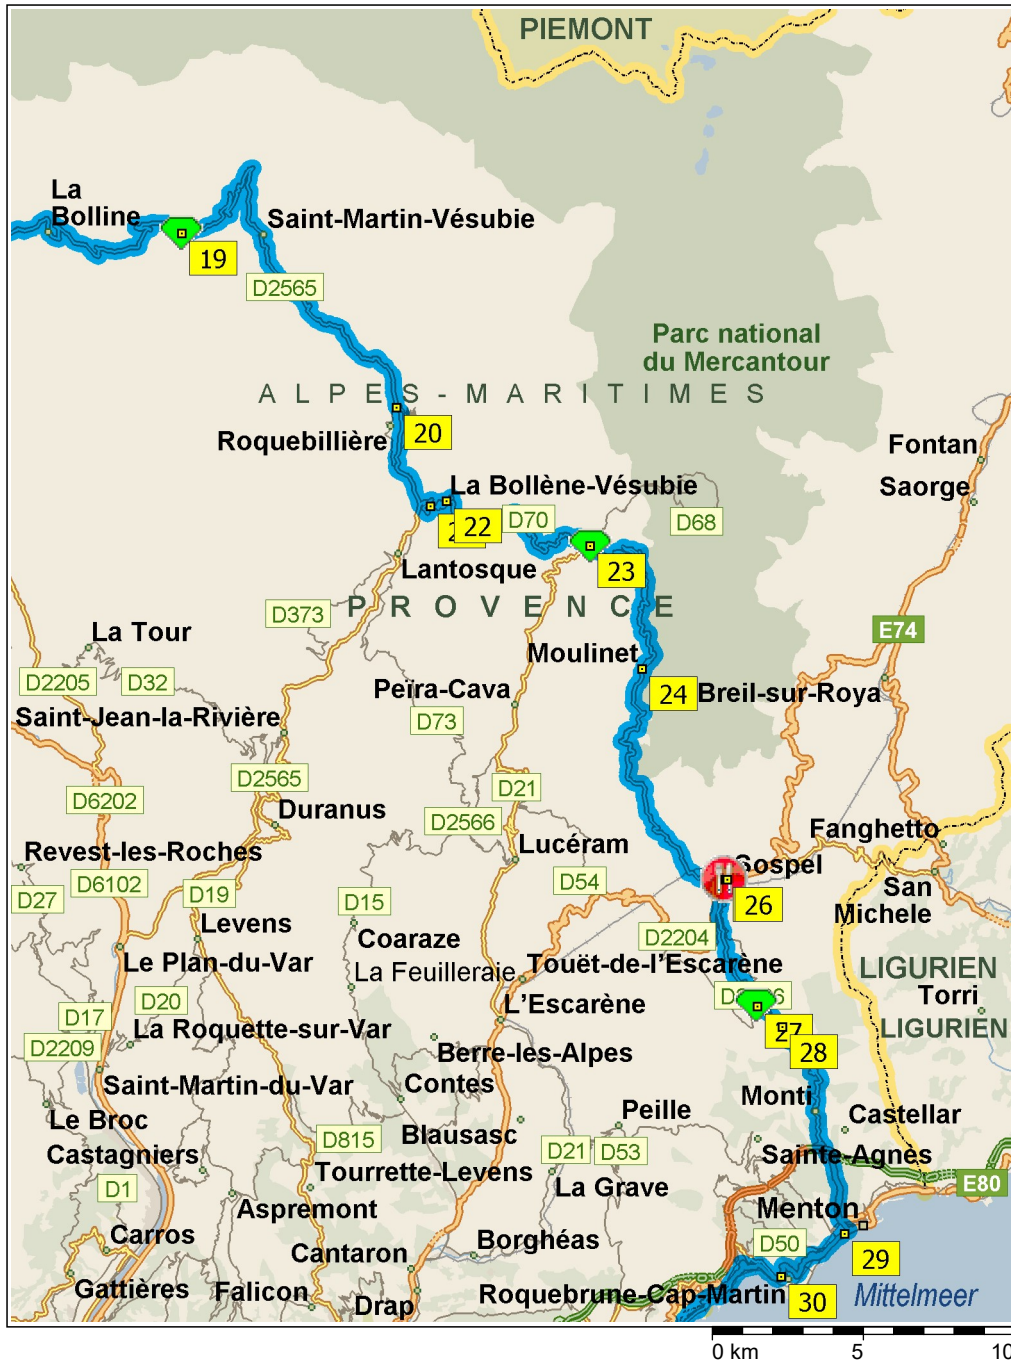 PIEMONT
La
Bolline
Saint-Martin-Vésubie
19
D2565
Parc national
du Mercantour
ALPES-MARITIMES
20
Roquebillière
Fontan
Saorge
La Bollène-Vésubie
22
D70
D68
Lantosque
23
PROVENCE
D373
La Tour
E74
Moulinet
D2205
D32
Peïra-Cava
24
Breil-sur-Roya
Saint-Jean-la-Rivière
D73
D2565
D21
D6202
Duranus
D2566
Fanghetto
Lucéram
Revest-les-Roches
Sospel
D6102
D19
D54
San
Michele
D27
D15
26
Levens
Coaraze
D2204
Le Plan-du-Var
La Feuilleraie
Touët-de-l'Escarène
LIGURIEN
Torri
D20
L'Escarène
D17
La Roquette-sur-Var
27
LIGURIEN
D2209
Berre-les-Alpes
28
Saint-Martin-du-Var
Contes
Monti
Le Broc
Peille
Castellar
Castagniers
D815
Blausasc
D21
D53
Sainte-Agnès
Tourrette-Levens
D1
La Grave
E80
Aspremont
Menton
Carros
Cantaron
Borghéas
D50
29
Gattières
Falicon
Drap
Roquebrune-Cap-Martin
30
Mittelmeer
0 km
5
10